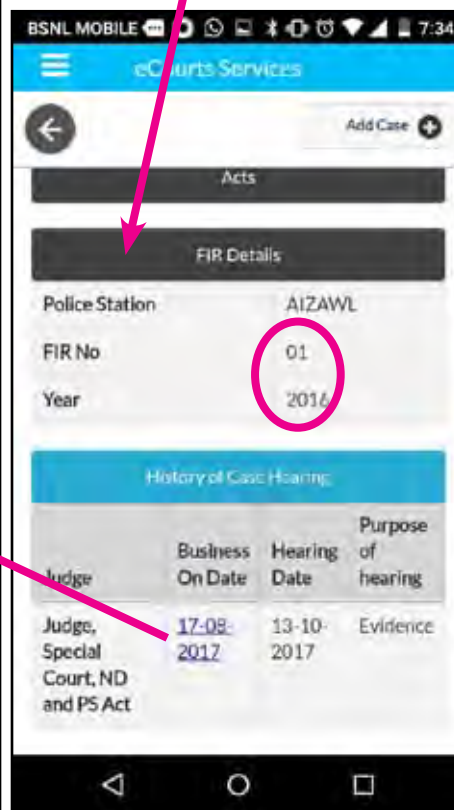 BSNL MOBILE 7:34
eCourts Services
Add Case
Acts
FIR Details
Police Station AIZAWL
FIR No 01
Year 2016
History of Case Hearing
Judge Business On Date Hearing Date Purpose of hearing
Judge, Special Court, ND and PS Act 17-08-2017 13-10-2017 Evidence